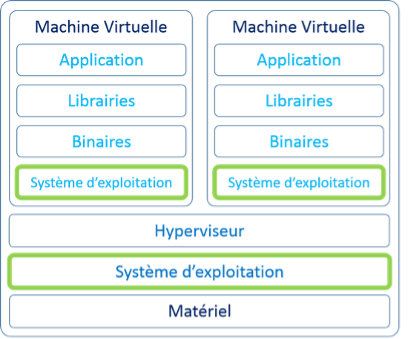 Machine Virtuelle
Application
Librairies
Binaires
Système d'exploitation
Machine Virtuelle
Application
Librairies
Binaires
Système d'exploitation
Hyperviseur
Système d'exploitation
Matériel